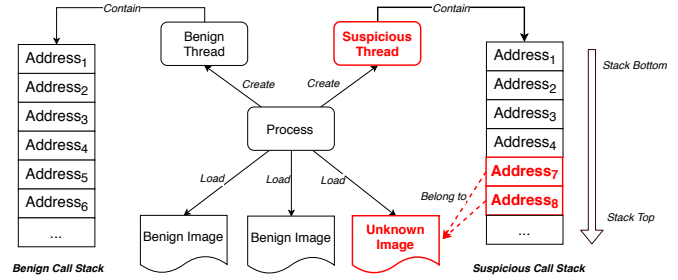 Contain
Contain
Benign
Thread
Suspicious
Thread
Address1
Address2
Address3
Address4
Address5
Address6
...
Benign Call Stack
Create
Create
Process
Load
Load
Load
Benign Image
Benign Image
Unknown
Image
Belong to
Address1
Address2
Address3
Address4
Address7
Address8
...
Suspicious Call Stack
Stack Bottom
Stack Top